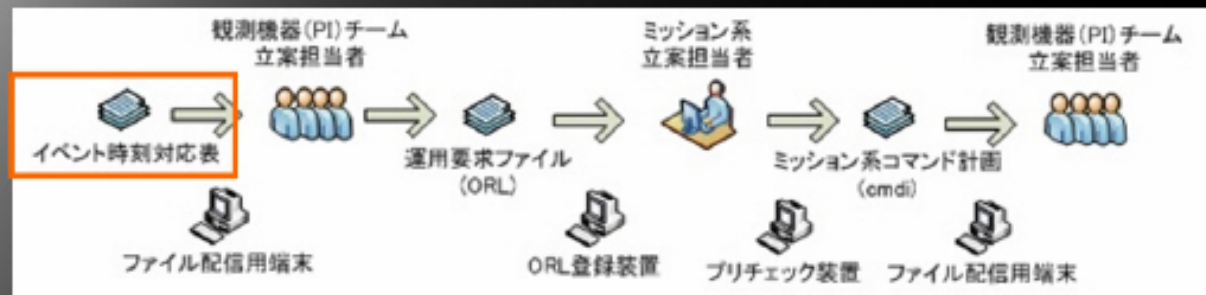 観測機器(PI)チーム
立案担当者
ミッション系
立案担当者
観測機器(PI)チーム
立案担当者
イベント時刻対応表
運用要求ファイル
(ORL)
ミッション系コマンド計画
(cmdi)
ファイル配信用端末
ORL登録装置
プリチェック装置
ファイル配信用端末